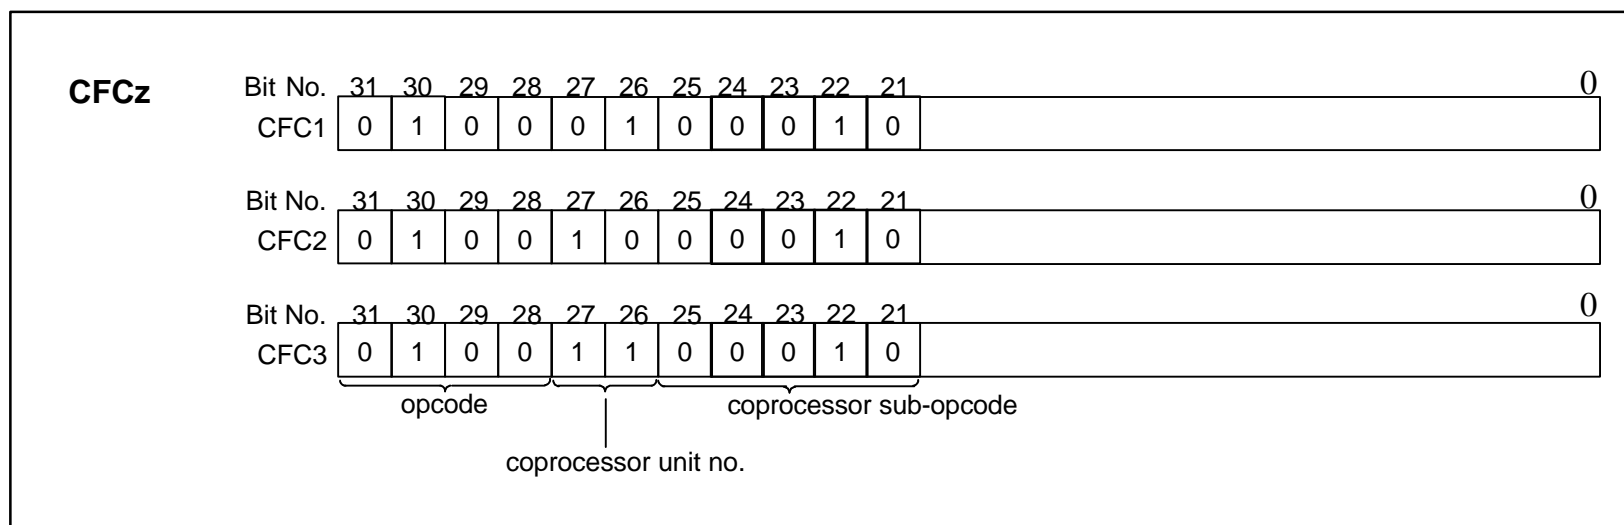 CFCz
Bit No. 31 30 29 28 27 26 25 24 23 22 21 0
CFC1 0 1 0 0 0 1 0 0 0 1 0
Bit No. 31 30 29 28 27 26 25 24 23 22 21 0
CFC2 0 1 0 0 1 0 0 0 0 1 0
Bit No. 31 30 29 28 27 26 25 24 23 22 21 0
CFC3 0 1 0 0 1 1 0 0 0 1 0
opcode coprocessor sub-opcode
coprocessor unit no.